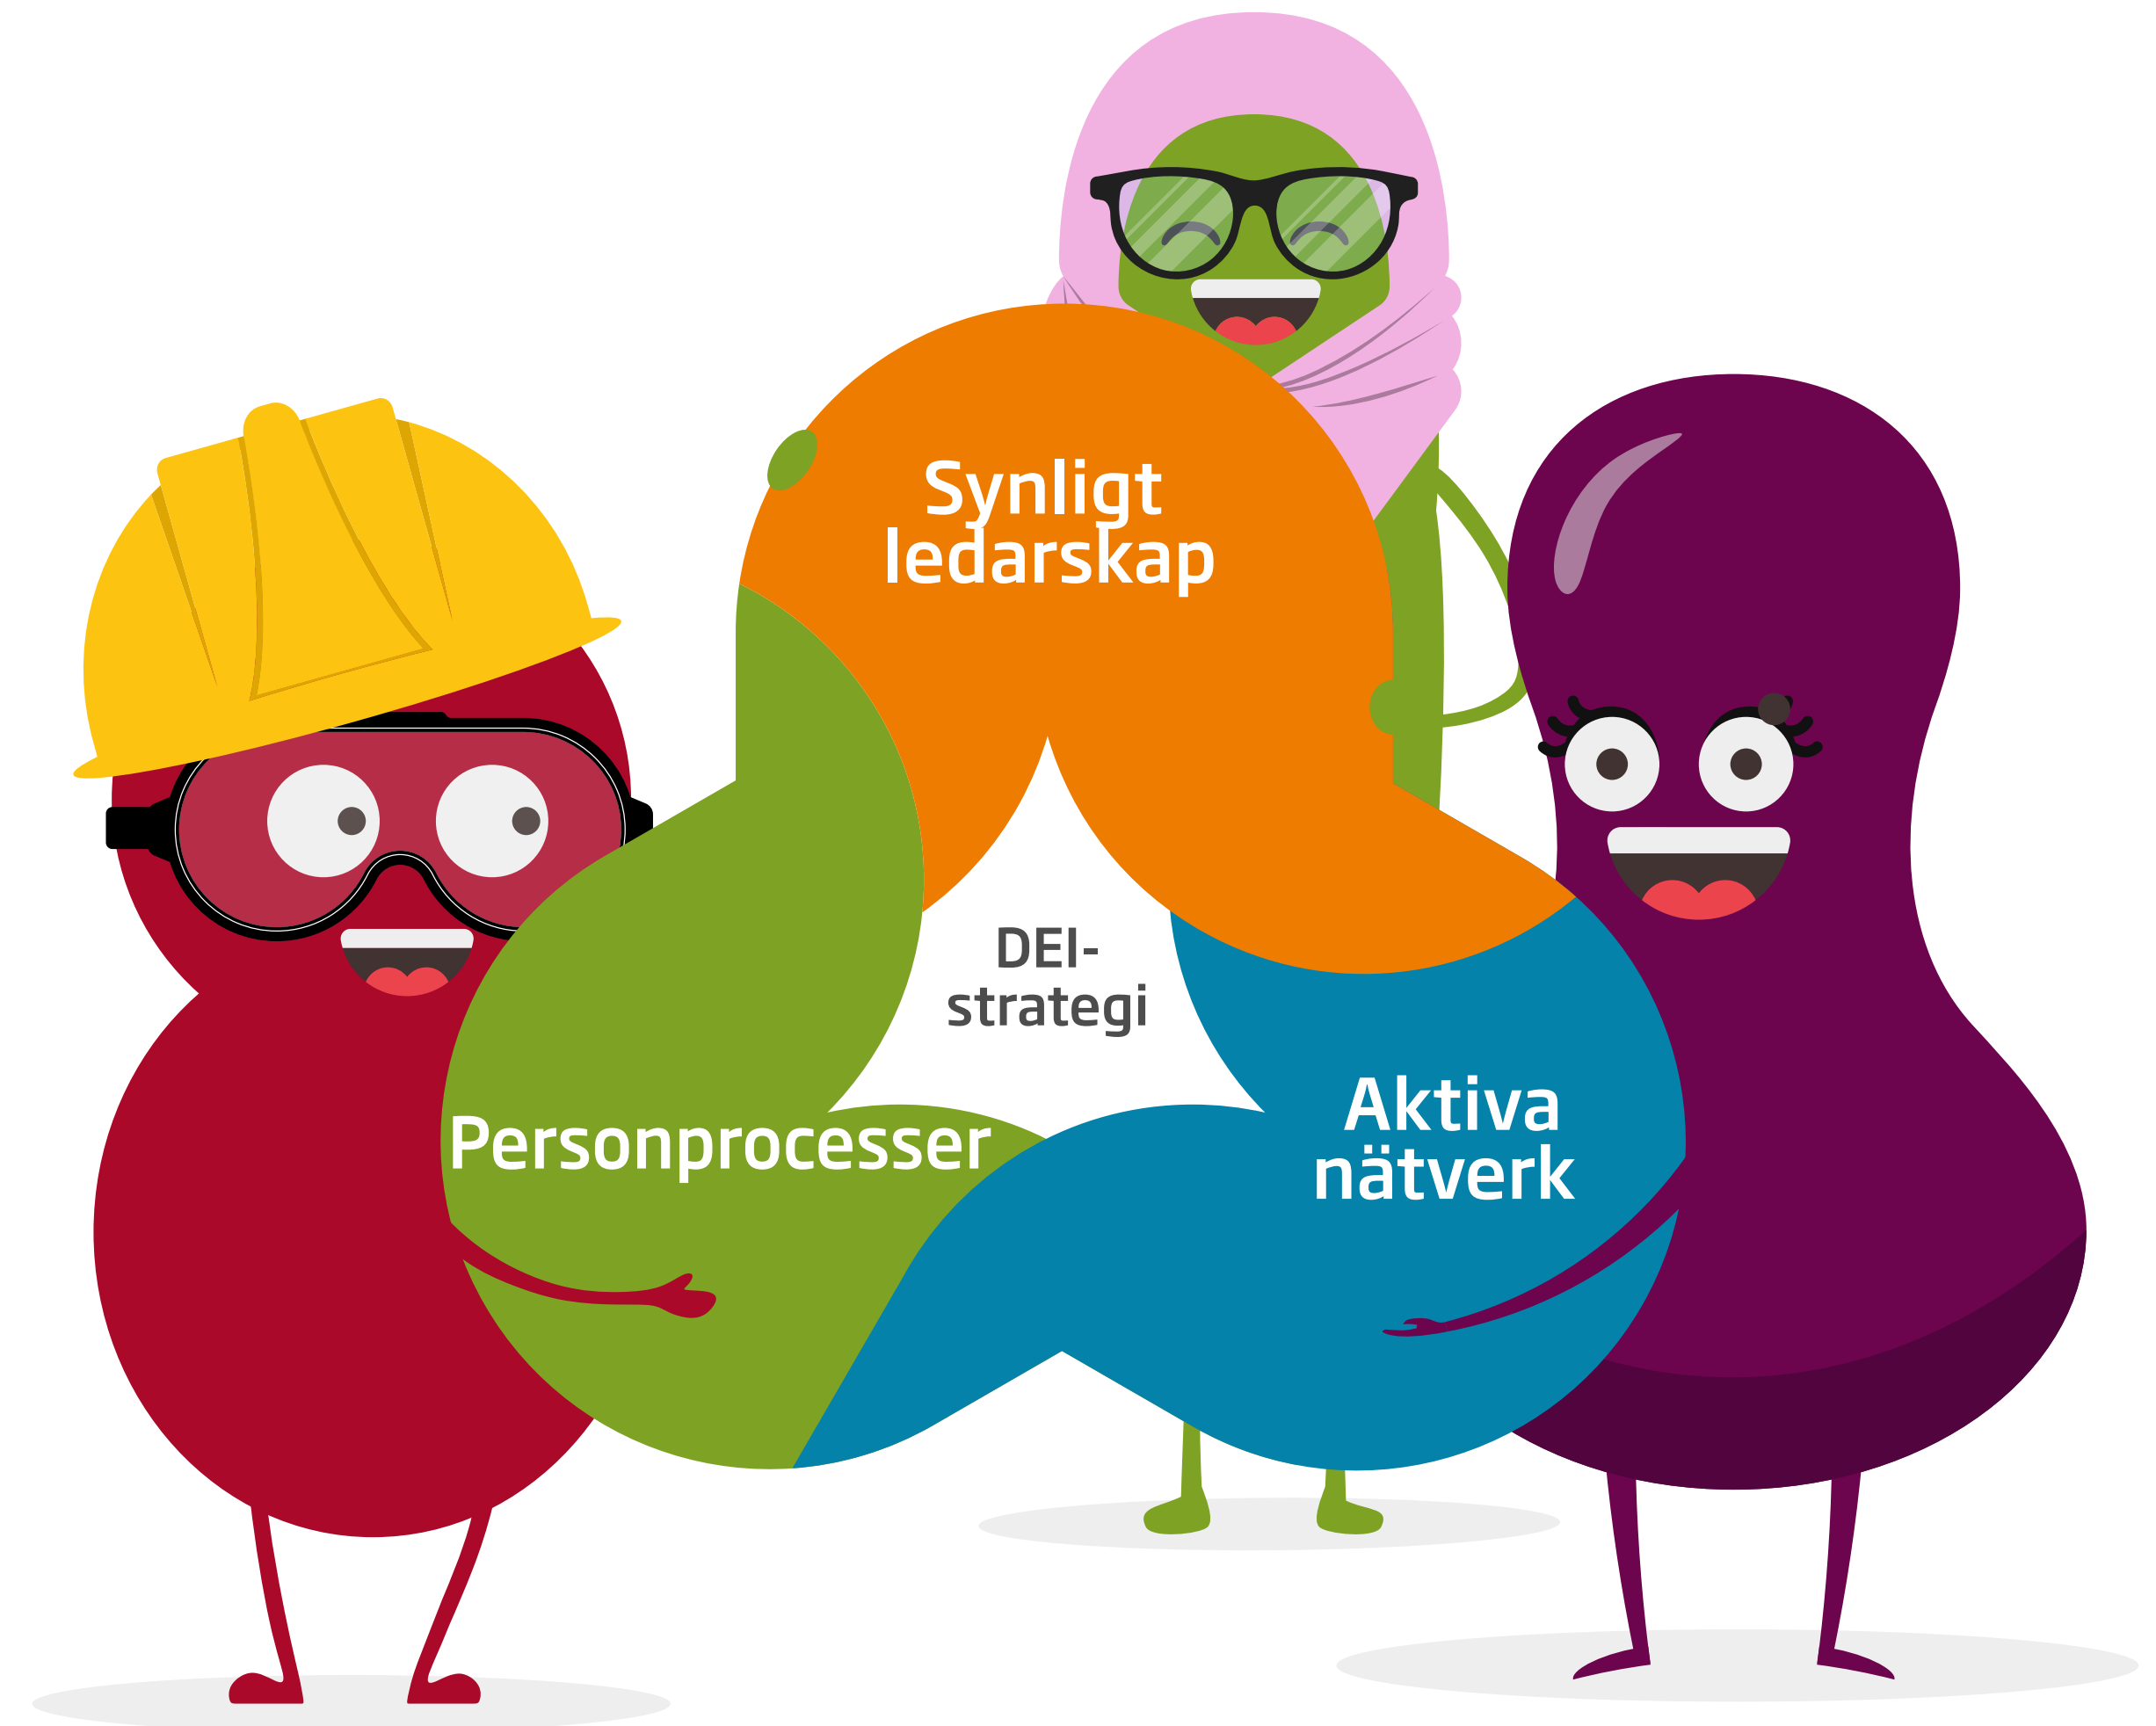 Synligt
ledarskap
DEI-
strategi
Personprocesser
Aktiva
nätverk